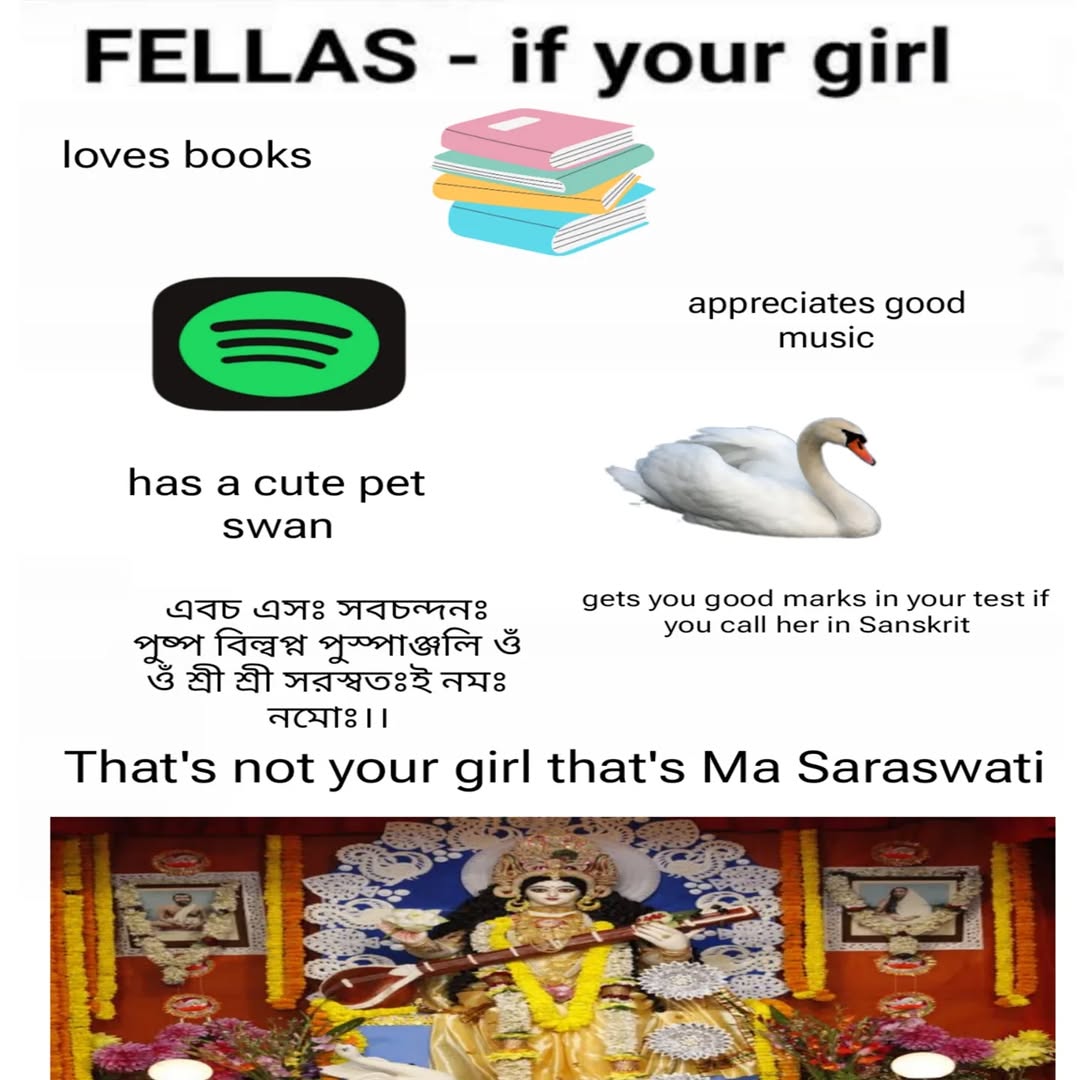 FELLAS - if your girl
loves books
appreciates good
music
has a cute pet
swan
এবচ এসঃ সবচন্দনঃ
পুষ্প বিল্বপ্ন পুস্পাঞ্জলি ওঁ
ওঁ শ্রী শ্রী সরস্বতঃই নমঃ
নমোঃ।।
gets you good marks in your test if
you call her in Sanskrit
That's not your girl that's Ma Saraswati